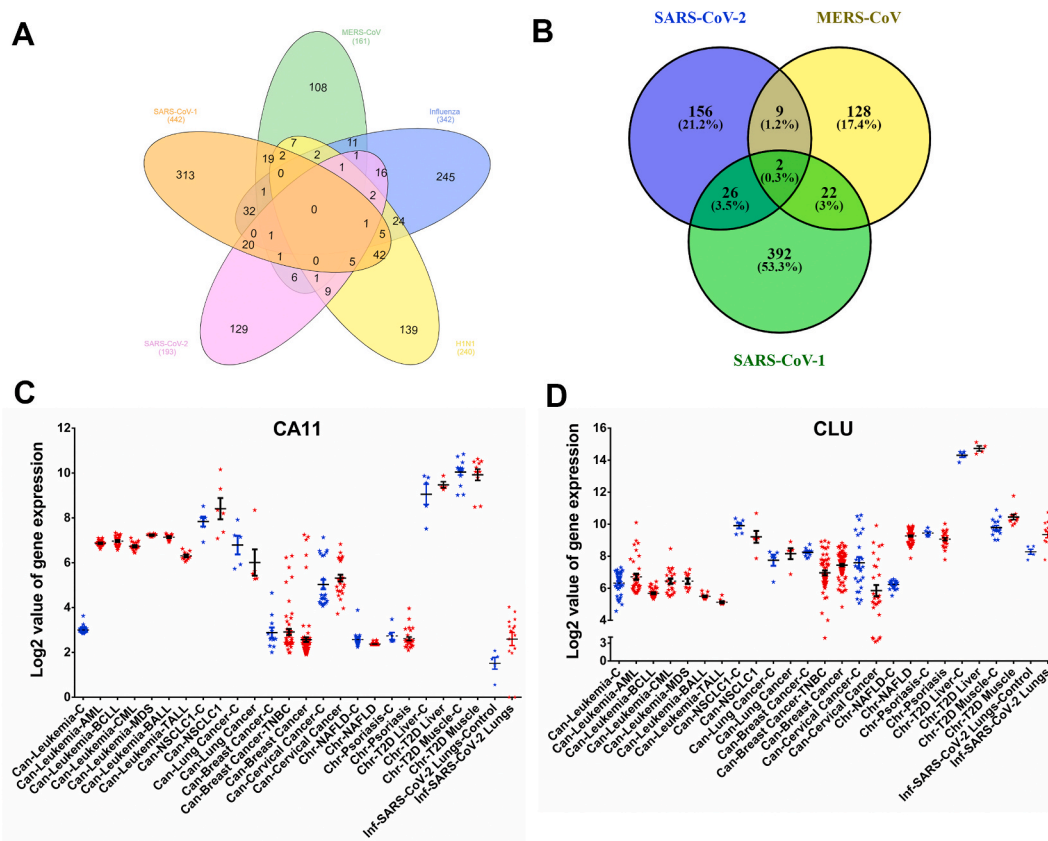 A
MERS-CoV
(161)
SARS-CoV-1
(442)
Influenza
(342)
SARS-CoV-2
(193)
H1N1
(240)
108
7
11
19
2
2
1
16
245
313
0
1
1
2
32
0
1
24
0
1
5
20
1
0
5
42
6
1
9
129
139
B
SARS-CoV-2
MERS-CoV
156
(21.2%)
9
(1.2%)
128
(17.4%)
2
(0.3%)
26
(3.5%)
22
(3%)
392
(53.3%)
SARS-CoV-1
C
CA11
Log2 value of gene expression
12
10
8
6
4
2
0
Can-Leukemia-C
Can-Leukemia-AML
Can-Leukemia-BCLL
Can-Leukemia-CML
Can-Leukemia-MDS
Can-Leukemia-BALL
Can-Leukemia-TALL
Can-NSCLC1-C
Can-NSCLC1
Can-Lung Cancer-C
Can-Lung Cancer
Can-Breast Cancer-C
Can-Breast Cancer-TNBC
Can-Breast Cancer
Can-Cervical Cancer-C
Can-Cervical Cancer
Chr-NAFLD-C
Chr-NAFLD
Chr-Psoriasis-C
Chr-Psoriasis
Chr-T2D Liver-C
Chr-T2D Liver
Chr-T2D Muscle-C
Chr-T2D Muscle
Inf-SARS-CoV-2 Lungs-Control
Inf-SARS-CoV-2 Lungs
D
CLU
Log2 value of gene expression
16
14
12
10
8
6
4
3
2
1
0
Can-Leukemia-C
Can-Leukemia-AML
Can-Leukemia-BCLL
Can-Leukemia-CML
Can-Leukemia-MDS
Can-Leukemia-BALL
Can-Leukemia-TALL
Can-NSCLC1-C
Can-NSCLC1
Can-Lung Cancer-C
Can-Lung Cancer
Can-Breast Cancer-C
Can-Breast Cancer-TNBC
Can-Breast Cancer
Can-Cervical Cancer-C
Can-Cervical Cancer
Chr-NAFLD-C
Chr-NAFLD
Chr-Psoriasis-C
Chr-Psoriasis
Chr-T2D Liver-C
Chr-T2D Liver
Chr-T2D Muscle-C
Chr-T2D Muscle
Inf-SARS-CoV-2 Lungs-Control
Inf-SARS-CoV-2 Lungs